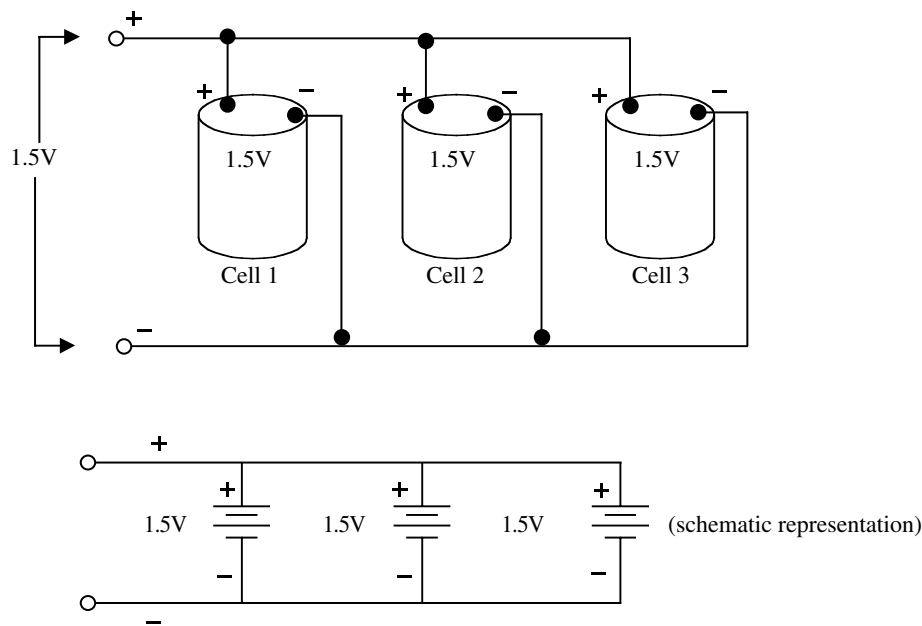 +
+ − + − + −
1.5V 1.5V 1.5V 1.5V
Cell 1 Cell 2 Cell 3
−
+
+ + +
1.5V 1.5V 1.5V (schematic representation)
− − −
−